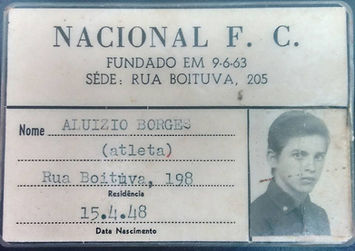 NACIONAL F. C.
FUNDADO EM 9-6-63
SÉDE: RUA BOITUVA, 205
Nome ALUIZIO BORGES
(atleta)
Rua Boitúva, 198
Residência
15.4.48
Data Nascimento